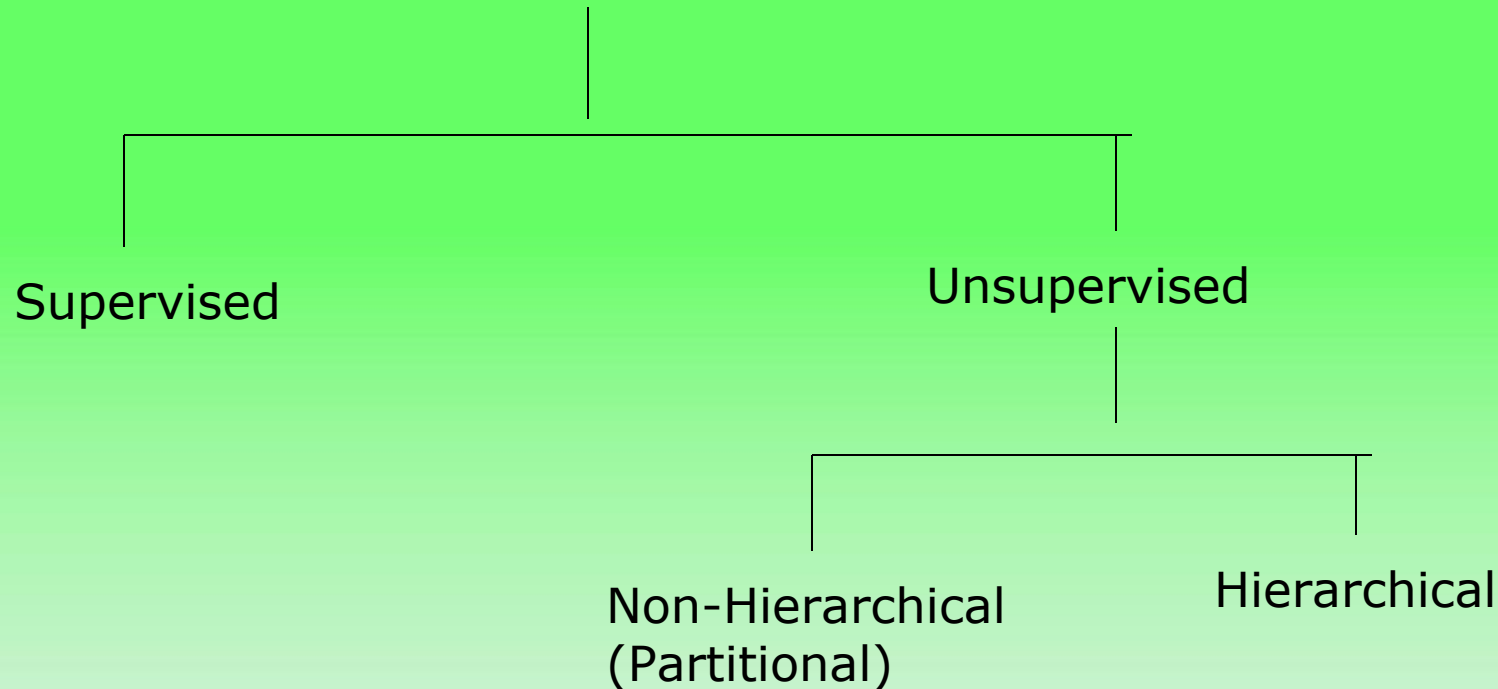 Supervised
Unsupervised
Non-Hierarchical
(Partitional)
Hierarchical